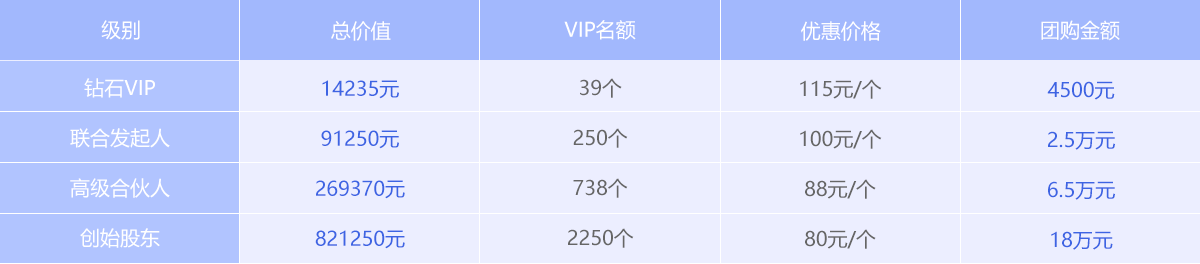 级别 总价值 VIP名额 优惠价格 团购金额
钻石VIP 14235元 39个 115元/个 4500元
联合发起人 91250元 250个 100元/个 2.5万元
高级合伙人 269370元 738个 88元/个 6.5万元
创始股东 821250元 2250个 80元/个 18万元